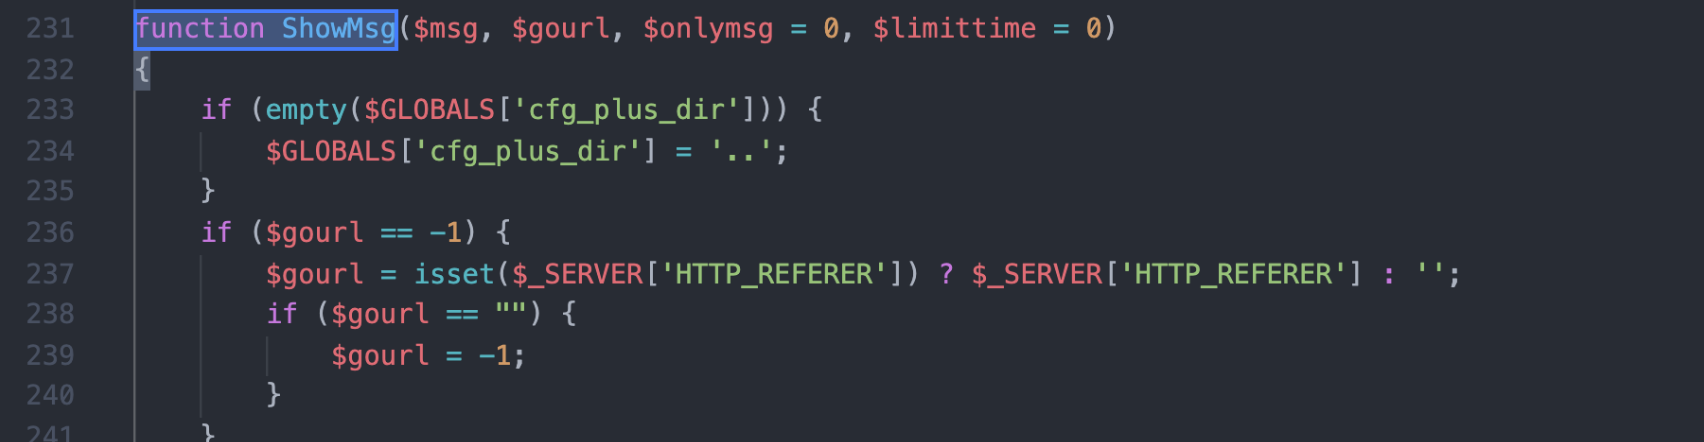 231 function ShowMsg($msg, $gourl, $onlymsg = 0, $limittime = 0)
232 {
233     if (empty($GLOBALS['cfg_plus_dir'])) {
234         $GLOBALS['cfg_plus_dir'] = '..';
235     }
236     if ($gourl == -1) {
237         $gourl = isset($_SERVER['HTTP_REFERER']) ? $_SERVER['HTTP_REFERER'] : '';
238         if ($gourl == "") {
239             $gourl = -1;
240         }
241     }